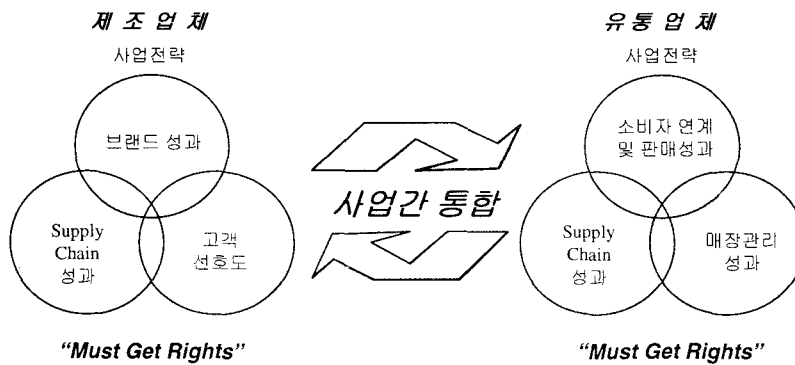 제 조 업 체
사업전략
브랜드 성과
Supply
Chain
성과
고객
선호도
“Must Get Rights”
사업간 통합
유 통 업 체
사업전략
소비자 연계
및 판매성과
Supply
Chain
성과
매장관리
성과
“Must Get Rights”